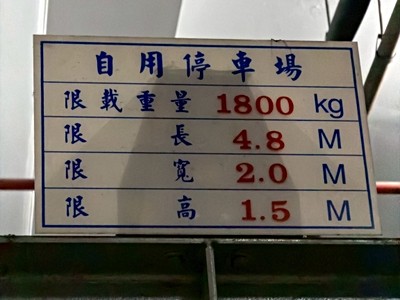 自用停車場
限載重量 1800 kg
限長 4.8 M
限寬 2.0 M
限高 1.5 M